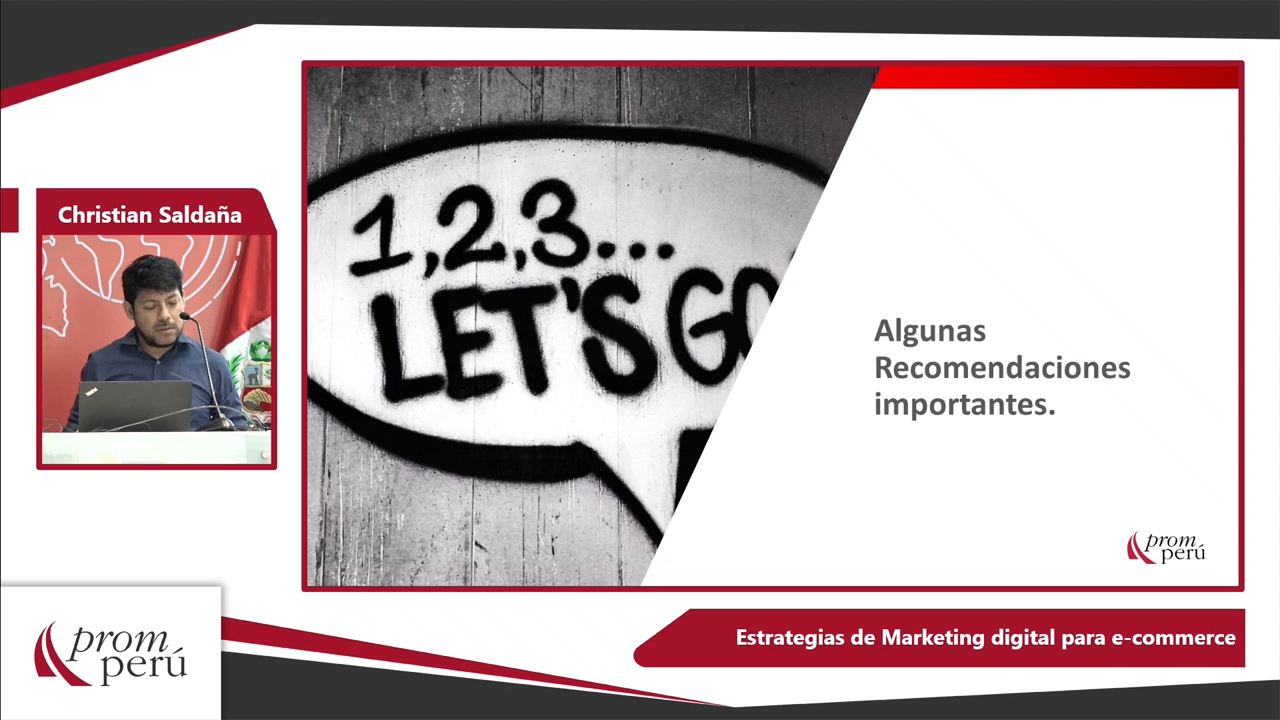 Christian Saldaña
1,2,3...
LET'S GO
Algunas
Recomendaciones
importantes.
prom
perú
prom
perú
Estrategias de Marketing digital para e-commerce